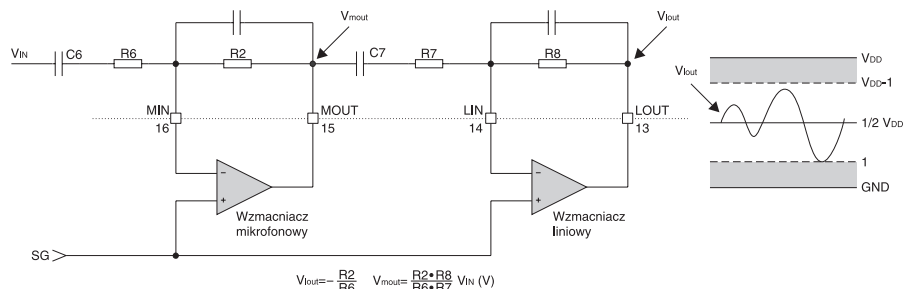 Vmout
Vlout
VIN
C6
R6
R2
C7
R7
R8
VDD
VDD-1
Vlout
1/2 VDD
1
GND
MIN
16
MOUT
15
LIN
14
LOUT
13
−
+
−
+
Wzmacniacz
mikrofonowy
Wzmacniacz
liniowy
SG
Vlout=− R2/R6 Vmout= R2•R8/R6•R7 VIN (V)